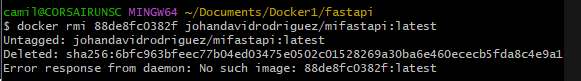 camil@CORSAIRUNSC MINGW64 ~/Documents/Docker1/fastapi
$ docker rmi 88de8fc0382f johandavidrodriguez/mifastapi:latest
Untagged: johandavidrodriguez/mifastapi:latest
Deleted: sha256:6bfc963bfeec77b04ed03475e0502c01528269a30ba6e460ececb5fda8c4e9a1
Error response from daemon: No such image: 88de8fc0382f:latest